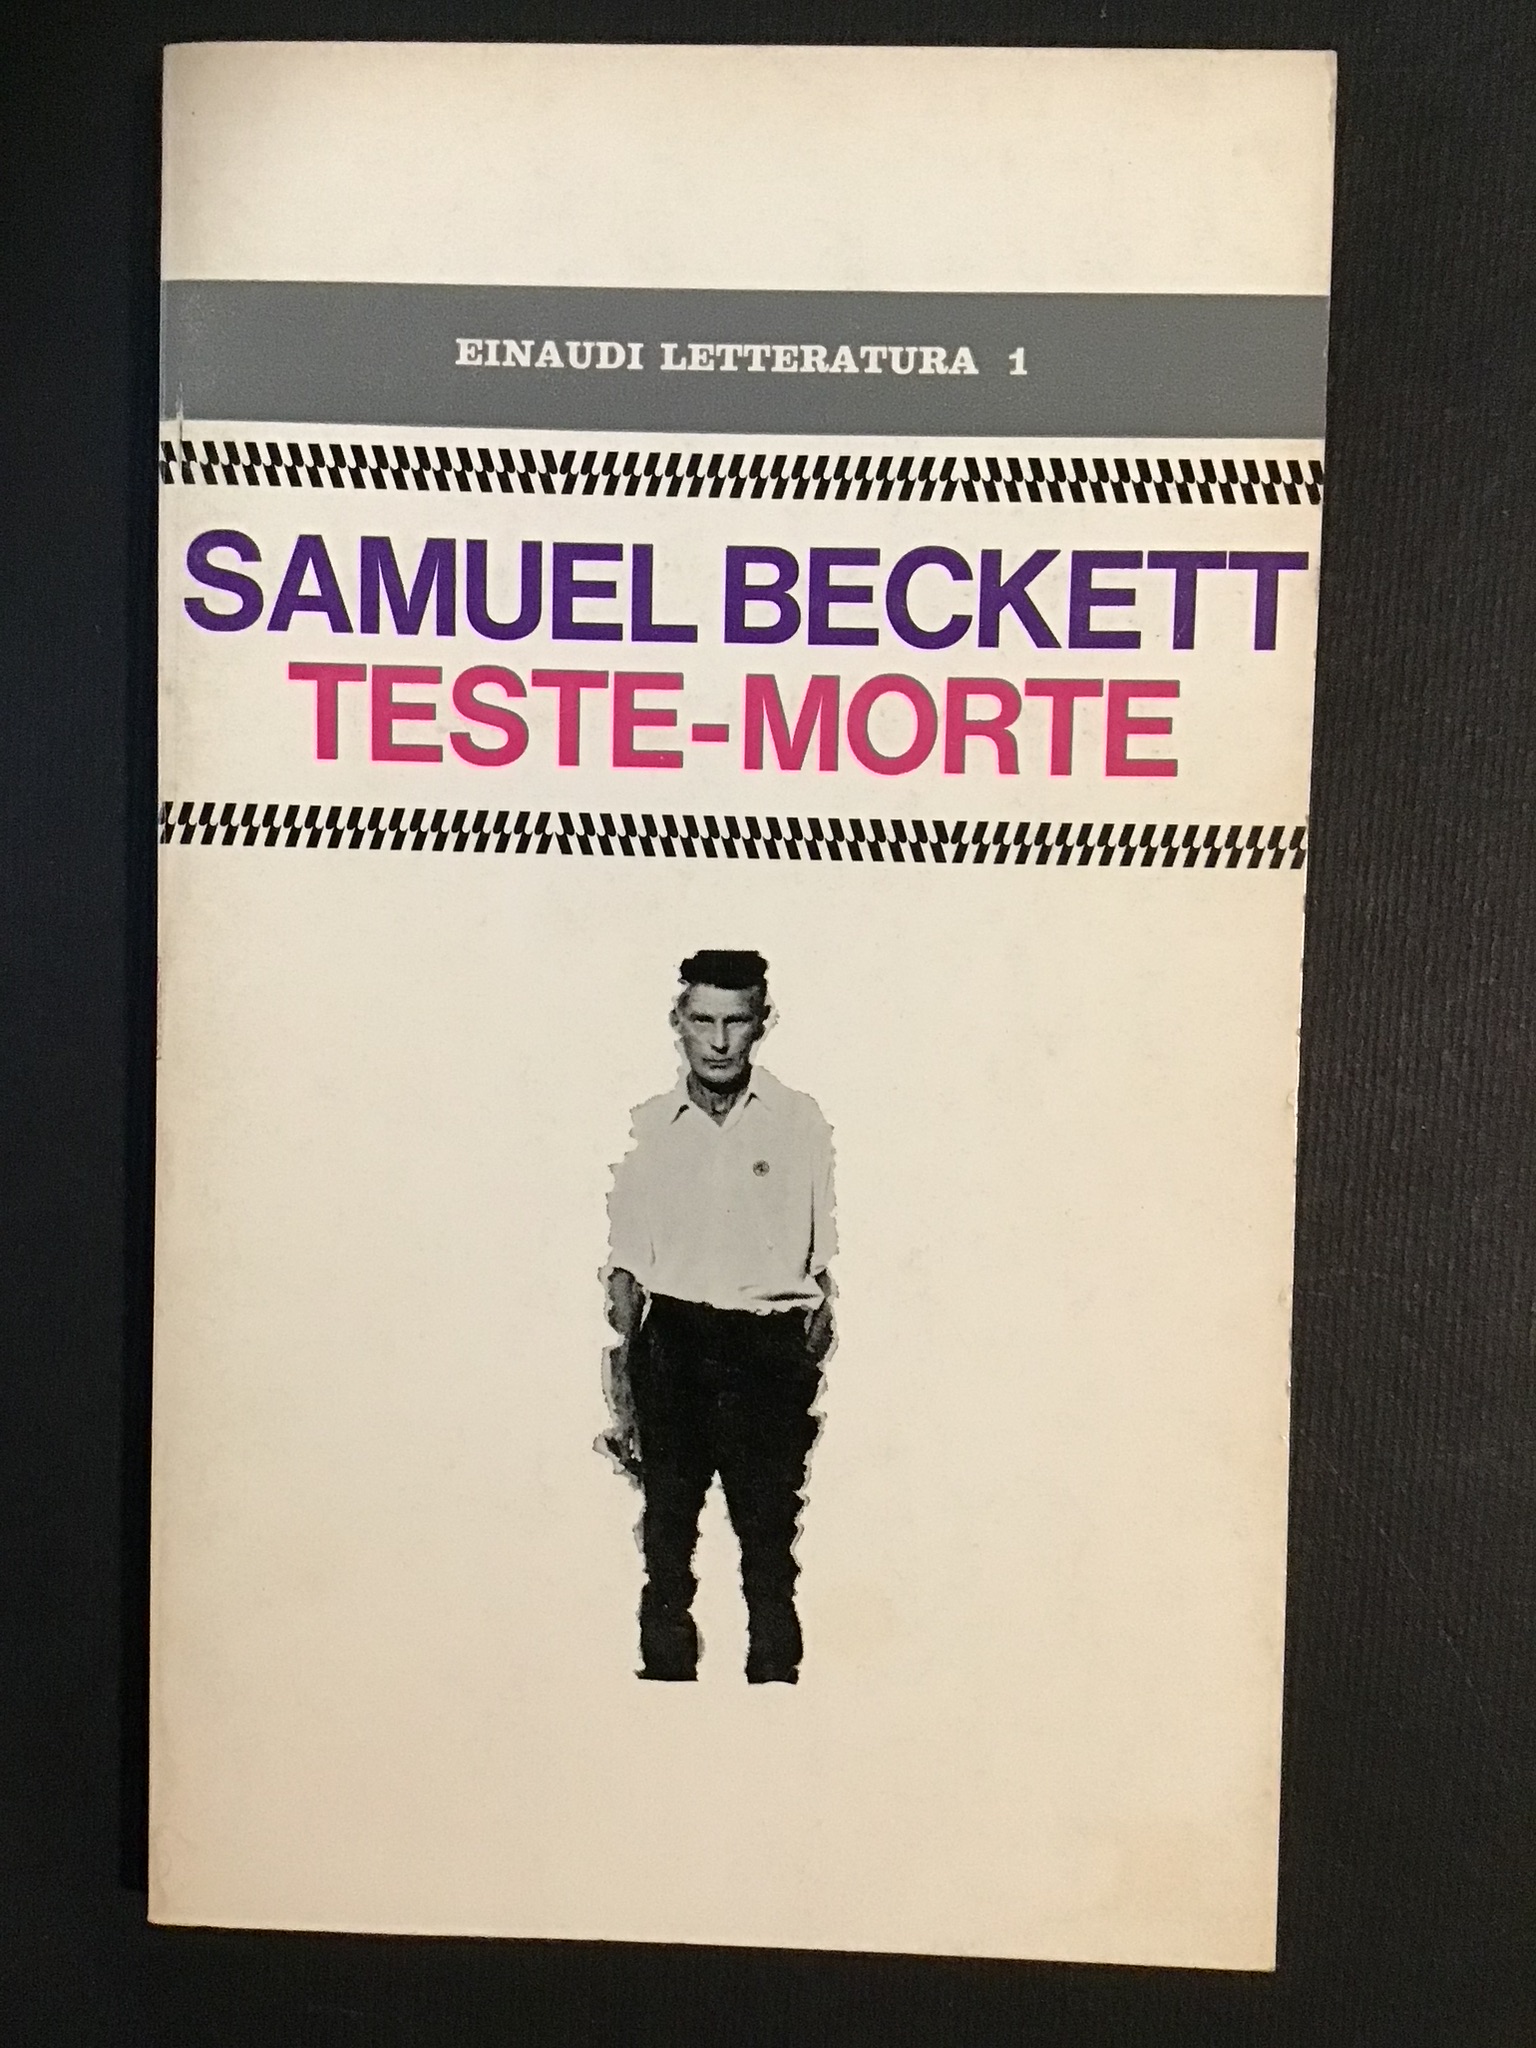 EINAUDI LETTERATURA 1
SAMUEL BECKETT
TESTE-MORTE